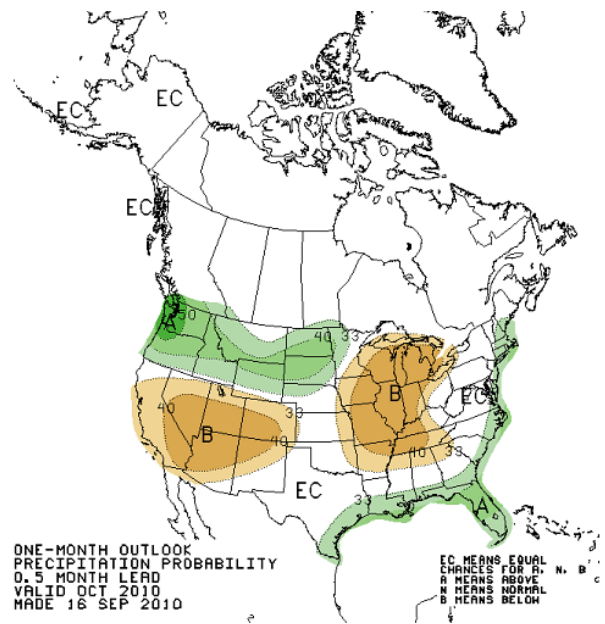 EC
EC
EC
50
A
40 33
B
40
33
B
40
EC
40 33
EC
33
A
ONE-MONTH OUTLOOK
PRECIPITATION PROBABILITY
0.5 MONTH LEAD
VALID OCT 2010
MADE 16 SEP 2010
EC MEANS EQUAL
CHANCES FOR A, N, B
A MEANS ABOVE
N MEANS NORMAL
B MEANS BELOW